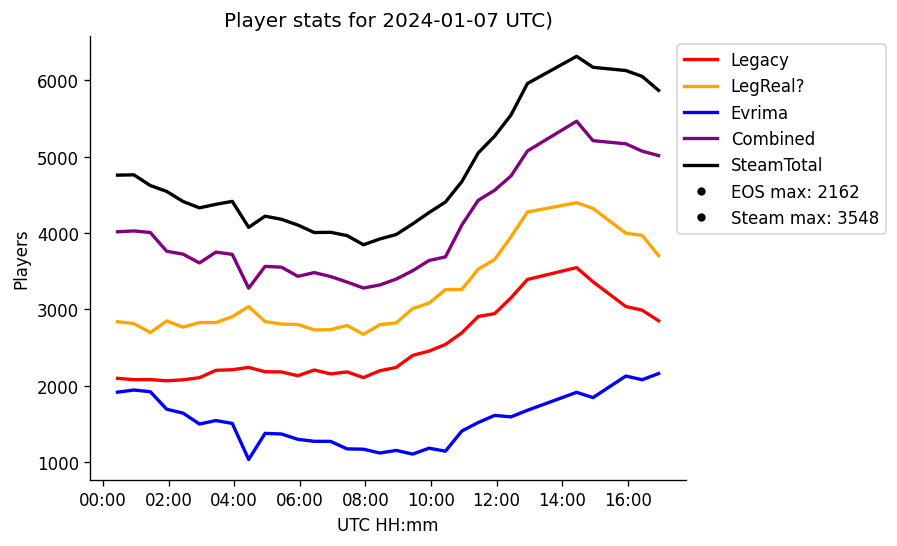 Player stats for 2024-01-07 UTC)
6000
5000
4000
3000
2000
1000
Players
00:00 02:00 04:00 06:00 08:00 10:00 12:00 14:00 16:00
UTC HH:mm
Legacy
LegReal?
Evrima
Combined
SteamTotal
EOS max: 2162
Steam max: 3548